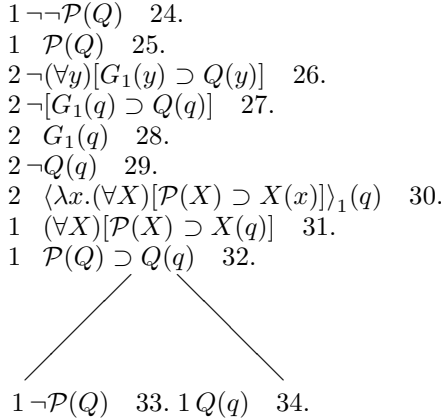 1 ¬¬𝒫(Q) 24.
1 𝒫(Q) 25.
2 ¬(∀y)[G₁(y) ⊃ Q(y)] 26.
2 ¬[G₁(q) ⊃ Q(q)] 27.
2 G₁(q) 28.
2 ¬Q(q) 29.
2 ⟨λx.(∀X)[𝒫(X) ⊃ X(x)]⟩₁(q) 30.
1 (∀X)[𝒫(X) ⊃ X(q)] 31.
1 𝒫(Q) ⊃ Q(q) 32.
1 ¬𝒫(Q) 33. 1 Q(q) 34.